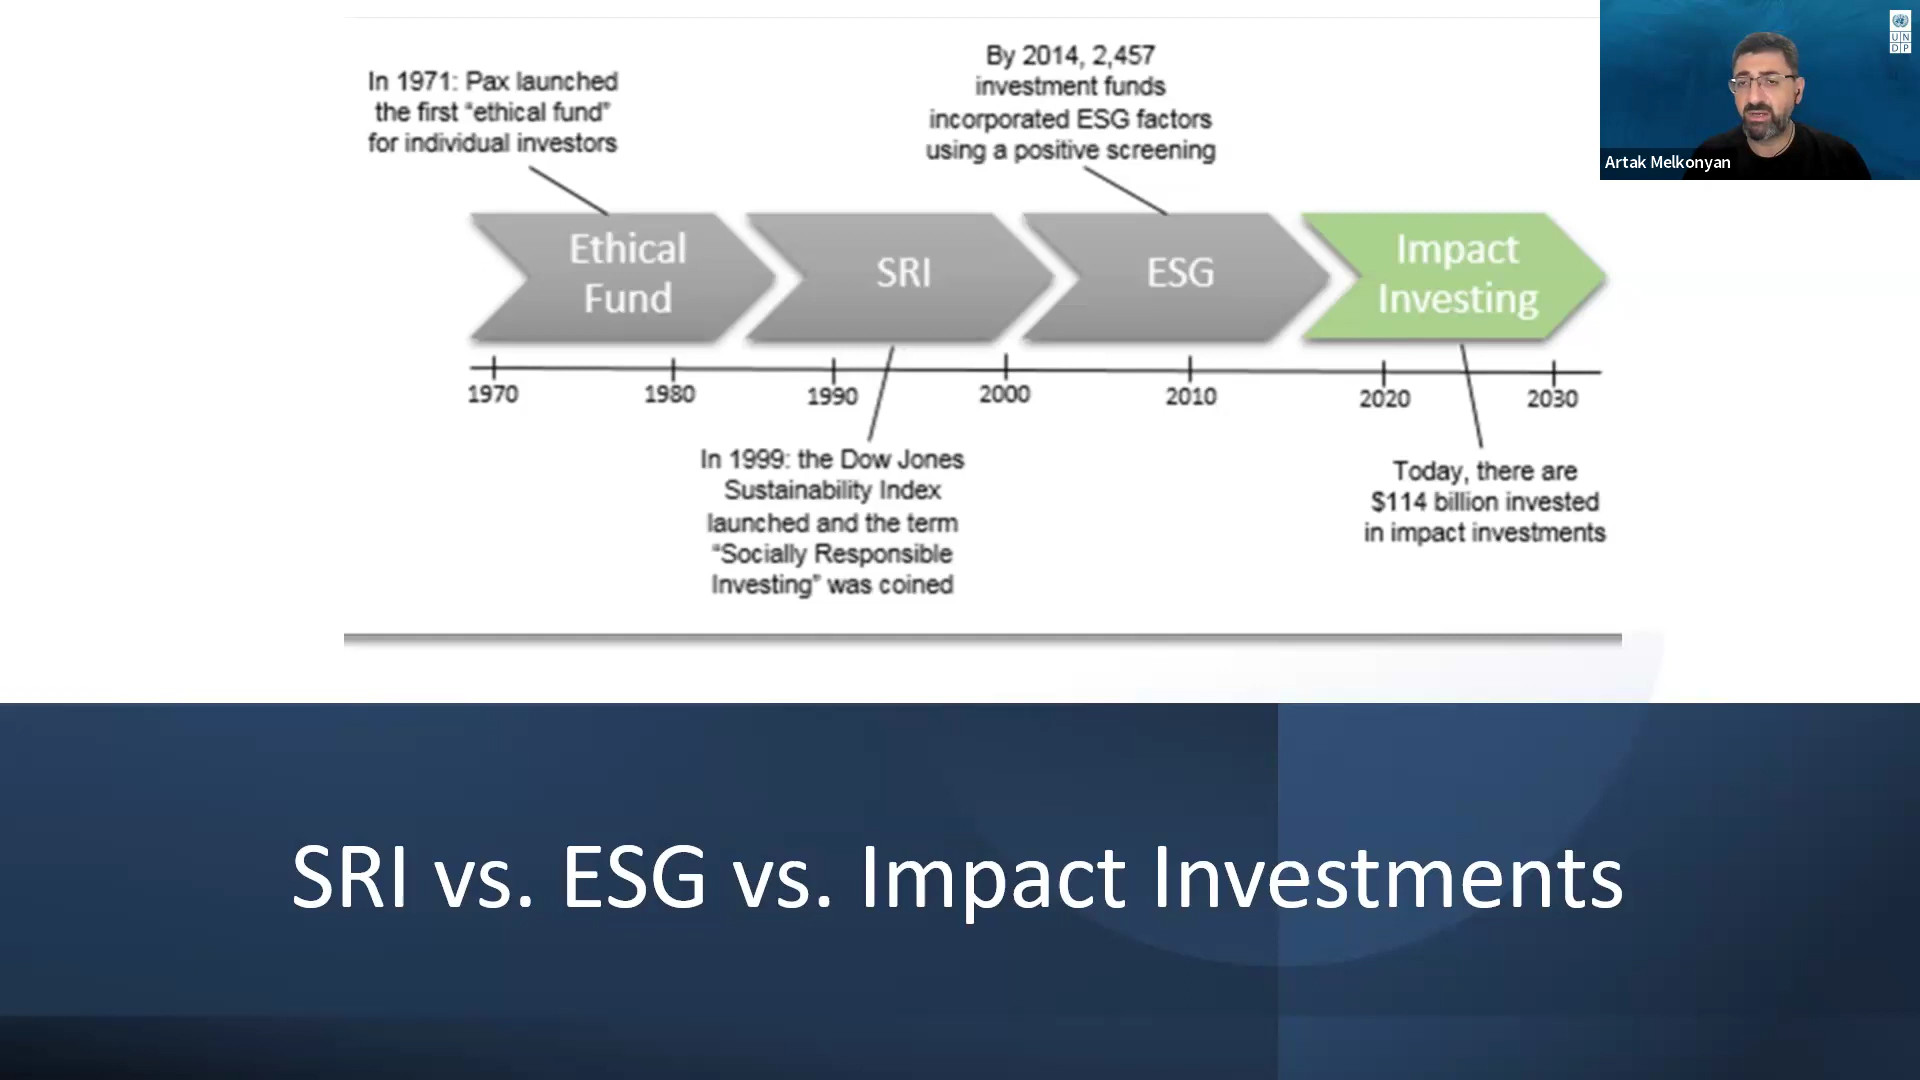 In 1971: Pax launched
the first “ethical fund”
for individual investors
By 2014, 2,457
investment funds
incorporated ESG factors
using a positive screening
U N
D P
Artak Melkonyan
Ethical
Fund
SRI
ESG
Impact
Investing
1970
1980
1990
2000
2010
2020
2030
In 1999: the Dow Jones
Sustainability Index
launched and the term
“Socially Responsible
Investing” was coined
Today, there are
$114 billion invested
in impact investments
SRI vs. ESG vs. Impact Investments